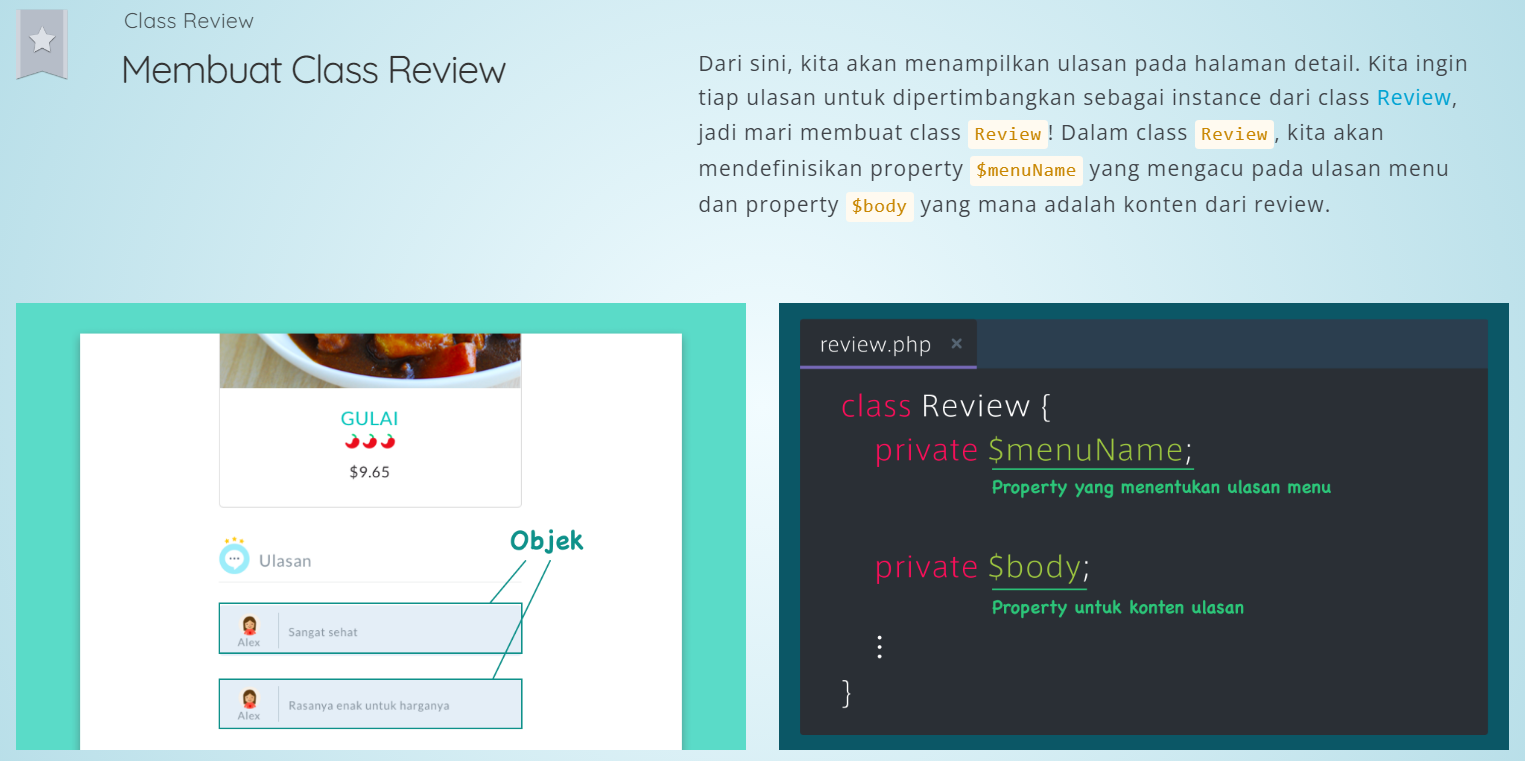 Class Review
Membuat Class Review
Dari sini, kita akan menampilkan ulasan pada halaman detail. Kita ingin
tiap ulasan untuk dipertimbangkan sebagai instance dari class Review,
jadi mari membuat class Review! Dalam class Review, kita akan
mendefinisikan property $menuName yang mengacu pada ulasan menu
dan property $body yang mana adalah konten dari review.
GULAI
$9.65
Objek
Ulasan
Alex
Sangat sehat
Alex
Rasanya enak untuk harganya
review.php ×
class Review {
private $menuName;
Property yang menentukan ulasan menu
private $body;
Property untuk konten ulasan
⋮
}